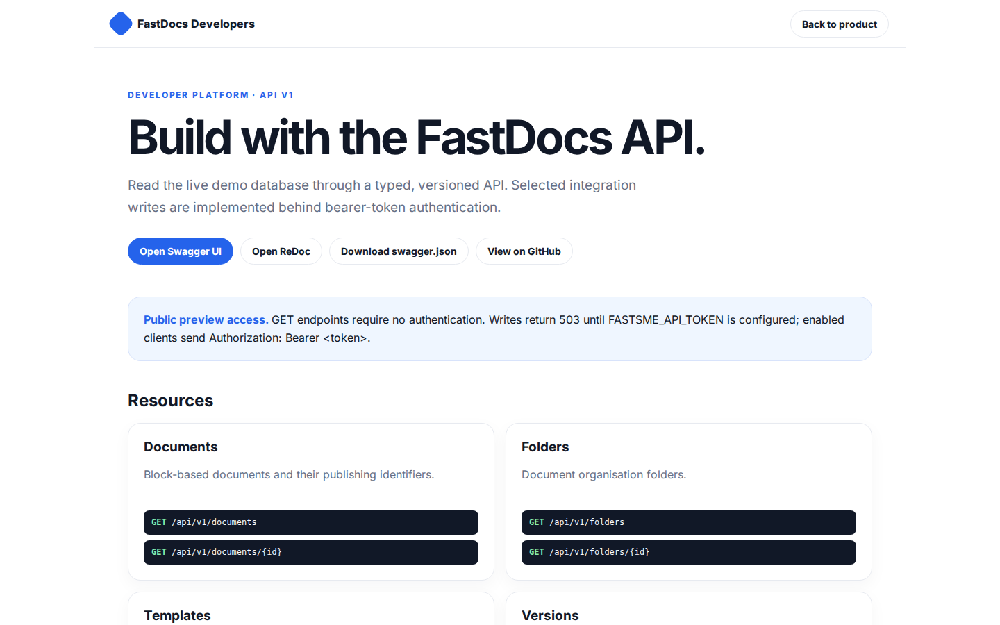 FastDocs Developers
Back to product
DEVELOPER PLATFORM · API V1
Build with the FastDocs API.
Read the live demo database through a typed, versioned API. Selected integration
writes are implemented behind bearer-token authentication.
Open Swagger UI
Open ReDoc
Download swagger.json
View on GitHub
Public preview access. GET endpoints require no authentication. Writes return 503 until FASTSME_API_TOKEN is configured; enabled
clients send Authorization: Bearer <token>.
Resources
Documents
Block-based documents and their publishing identifiers.
GET /api/v1/documents
GET /api/v1/documents/{id}
Folders
Document organisation folders.
GET /api/v1/folders
GET /api/v1/folders/{id}
Templates
Versions